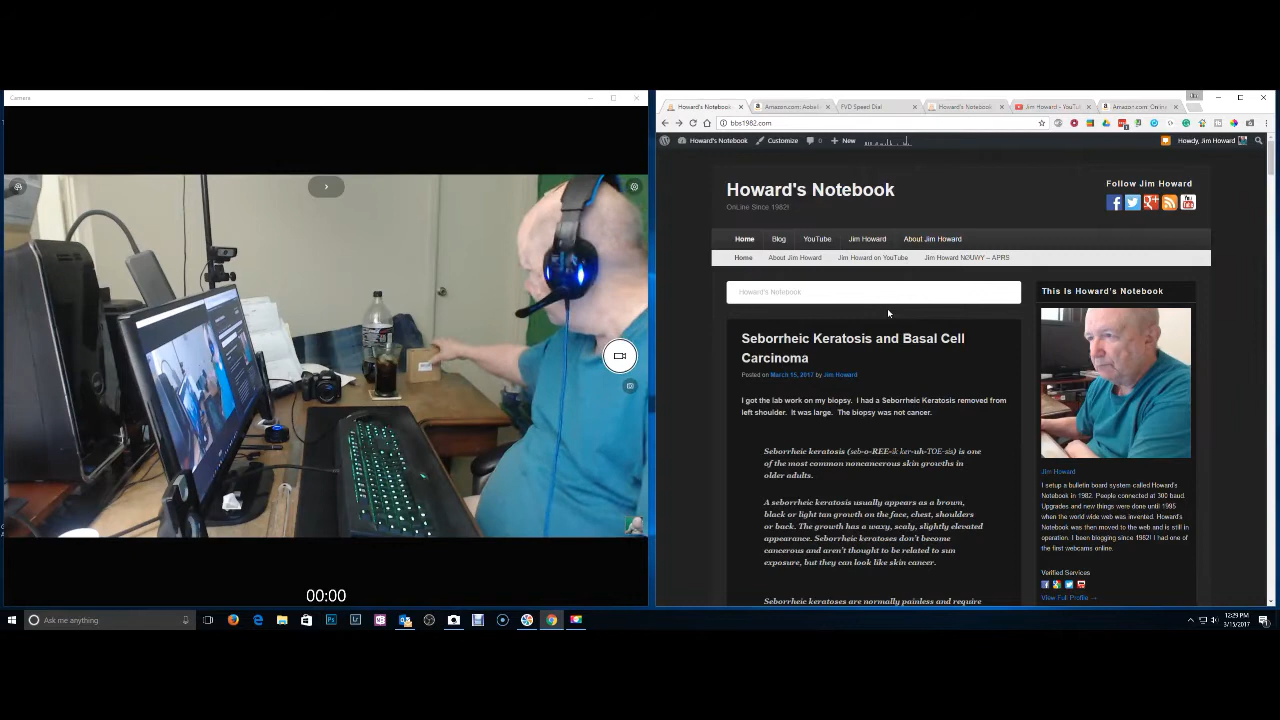 Camera
00:00
Howard's Notebook
Amazon.com: Aobel
FVD Speed Dial
Howard's Notebook
Jim Howard - YouTu
Amazon.com: Online
bbs1982.com
Howard's Notebook
Customize
0
New
Howdy, Jim Howard
Howard's Notebook
OnLine Since 1982!
Follow Jim Howard
Home Blog YouTube Jim Howard About Jim Howard
Home About Jim Howard Jim Howard on YouTube Jim Howard NØUWY – APRS
Howard's Notebook
Seborrheic Keratosis and Basal Cell
Carcinoma
Posted on March 15, 2017 by Jim Howard
I got the lab work on my biopsy. I had a Seborrheic Keratosis removed from
left shoulder. It was large. The biopsy was not cancer.
Seborrheic keratosis (seb-o-REE-ik ker-uh-TOE-sis) is one
of the most common noncancerous skin growths in
older adults.
A seborrheic keratosis usually appears as a brown,
black or light tan growth on the face, chest, shoulders
or back. The growth has a waxy, scaly, slightly elevated
appearance. Seborrheic keratoses don't become
cancerous and aren't thought to be related to sun
exposure, but they can look like skin cancer.
Seborrheic keratoses are normally painless and require
This Is Howard's Notebook
Jim Howard
I setup a bulletin board system called Howard's
Notebook in 1982. People connected at 300 baud.
Upgrades and new things were done until 1995
when the world wide web was invented. Howard's
Notebook was then moved to the web and is still in
operation. I been blogging since 1982! I had one of
the first webcams online.
Verified Services
View Full Profile →
Ask me anything
12:29 PM
3/15/2017